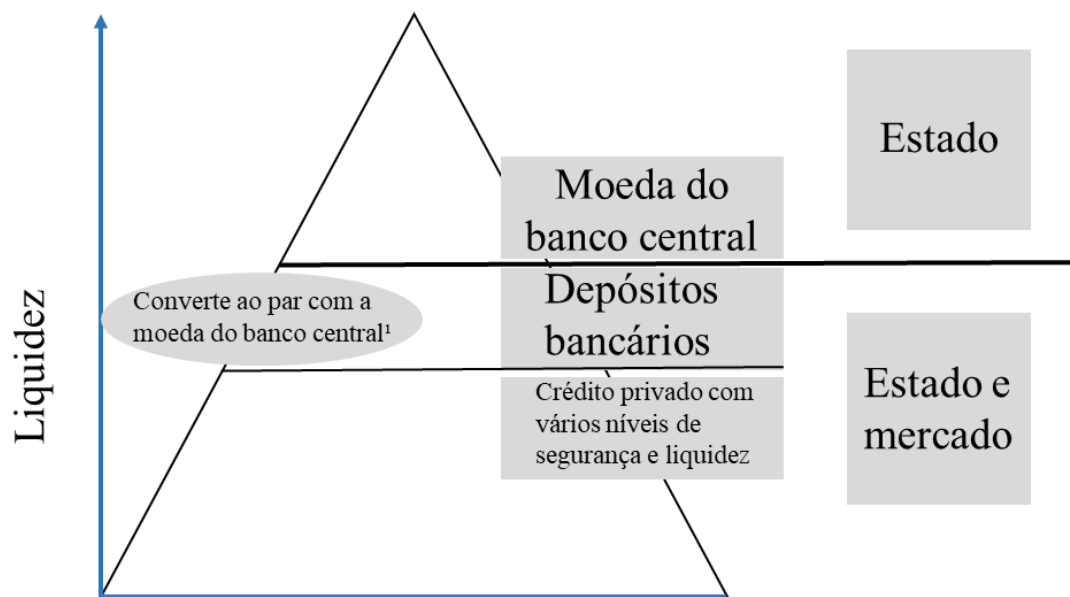 Liquidez
Moeda do
banco central
Estado
Converte ao par com a
moeda do banco central¹
Depósitos
bancários
Crédito privado com
vários níveis de
segurança e liquidez
Estado e
mercado